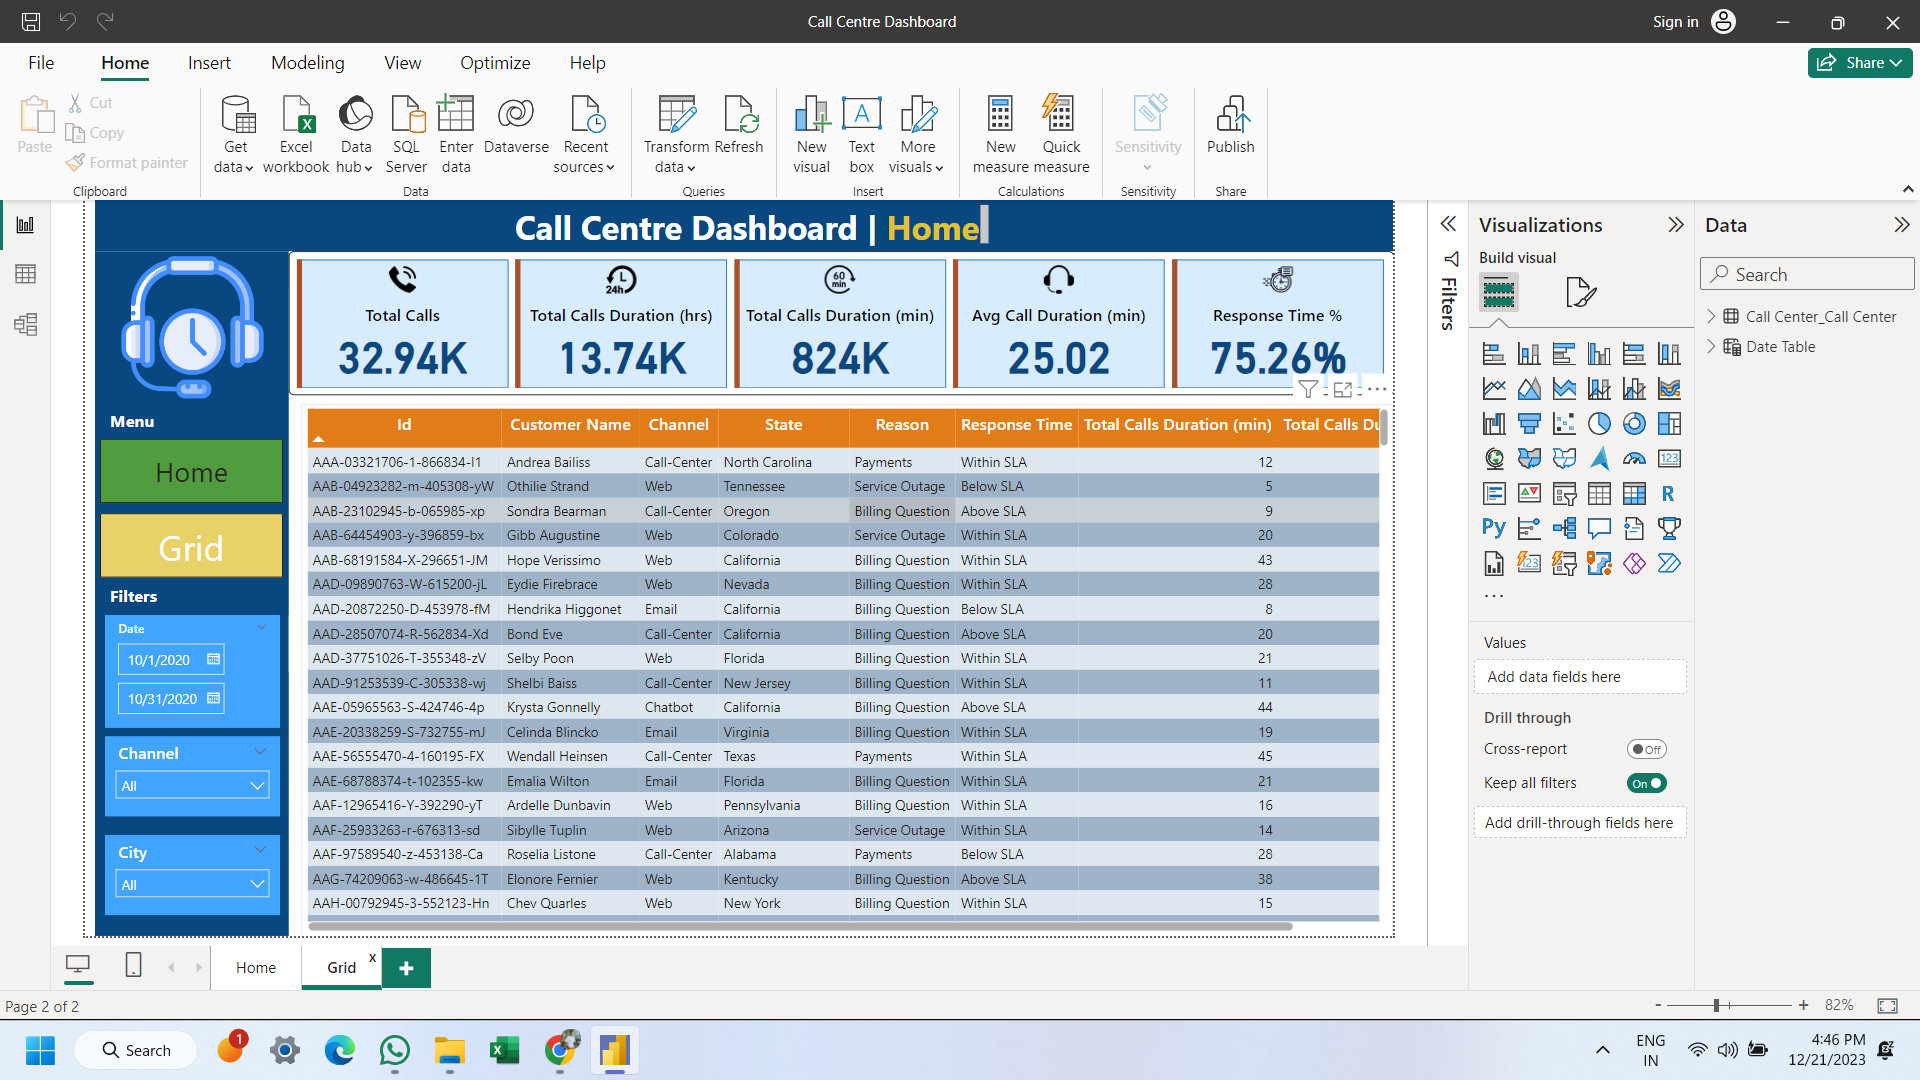 Call Centre Dashboard
Sign in
File Home Insert Modeling View Optimize Help
Share
Paste
Cut
Copy
Format painter
Clipboard
Get data
Excel workbook
Data hub
SQL Server
Enter data
Dataverse
Recent sources
Data
Transform data
Refresh
Queries
New visual
Text box
More visuals
Insert
New measure
Quick measure
Calculations
Sensitivity
Sensitivity
Publish
Share
Call Centre Dashboard | Home
Total Calls
32.94K
24h
Total Calls Duration (hrs)
13.74K
60 min
Total Calls Duration (min)
824K
Avg Call Duration (min)
25.02
Response Time %
75.26%
Menu
Home
Grid
Filters
Date
10/1/2020
10/31/2020
Channel
All
City
All
Id Customer Name Channel State Reason Response Time Total Calls Duration (min) Total Calls Du
AAA-03321706-1-866834-I1 Andrea Bailiss Call-Center North Carolina Payments Within SLA 12
AAB-04923282-m-405308-yW Othilie Strand Web Tennessee Service Outage Below SLA 5
AAB-23102945-b-065985-xp Sondra Bearman Call-Center Oregon Billing Question Above SLA 9
AAB-64454903-y-396859-bx Gibb Augustine Web Colorado Service Outage Within SLA 20
AAB-68191584-X-296651-JM Hope Verissimo Web California Billing Question Within SLA 43
AAD-09890763-W-615200-jL Eydie Firebrace Web Nevada Billing Question Within SLA 28
AAD-20872250-D-453978-fM Hendrika Higgonet Email California Billing Question Below SLA 8
AAD-28507074-R-562834-Xd Bond Eve Call-Center California Billing Question Above SLA 20
AAD-37751026-T-355348-zV Selby Poon Web Florida Billing Question Within SLA 21
AAD-91253539-C-305338-wj Shelbi Baiss Call-Center New Jersey Billing Question Within SLA 11
AAE-05965563-S-424746-4p Krysta Gonnelly Chatbot California Billing Question Above SLA 44
AAE-20338259-S-732755-mJ Celinda Blincko Email Virginia Billing Question Within SLA 19
AAE-56555470-4-160195-FX Wendall Heinsen Call-Center Texas Payments Within SLA 45
AAE-68788374-t-102355-kw Emalia Wilton Email Florida Billing Question Within SLA 21
AAF-12965416-Y-392290-yT Ardelle Dunbavin Web Pennsylvania Billing Question Within SLA 16
AAF-25933263-r-676313-sd Sibylle Tuplin Web Arizona Service Outage Within SLA 14
AAF-97589540-z-453138-Ca Roselia Listone Call-Center Alabama Payments Below SLA 28
AAG-74209063-w-486645-1T Elonore Fernier Web Kentucky Billing Question Above SLA 38
AAH-00792945-3-552123-Hn Chev Quarles Web New York Billing Question Within SLA 15
Filters
Visualizations
Build visual
123
R
Py
123
Values
Add data fields here
Drill through
Cross-report Off
Keep all filters On
Add drill-through fields here
Data
Search
Call Center_Call Center
Date Table
Home
Grid x
Page 2 of 2
- + 82%
Search
1
ENG
IN
4:46 PM
12/21/2023